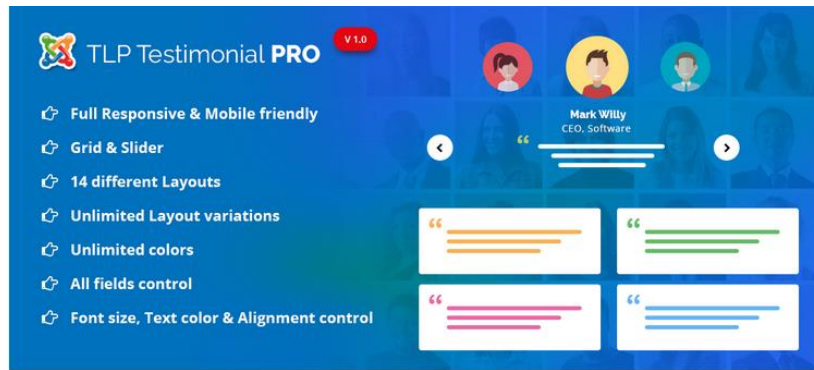 TLP Testimonial PRO
V 1.0
Full Responsive & Mobile friendly
Grid & Slider
14 different Layouts
Unlimited Layout variations
Unlimited colors
All fields control
Font size, Text color & Alignment control
Mark Willy
CEO, Software